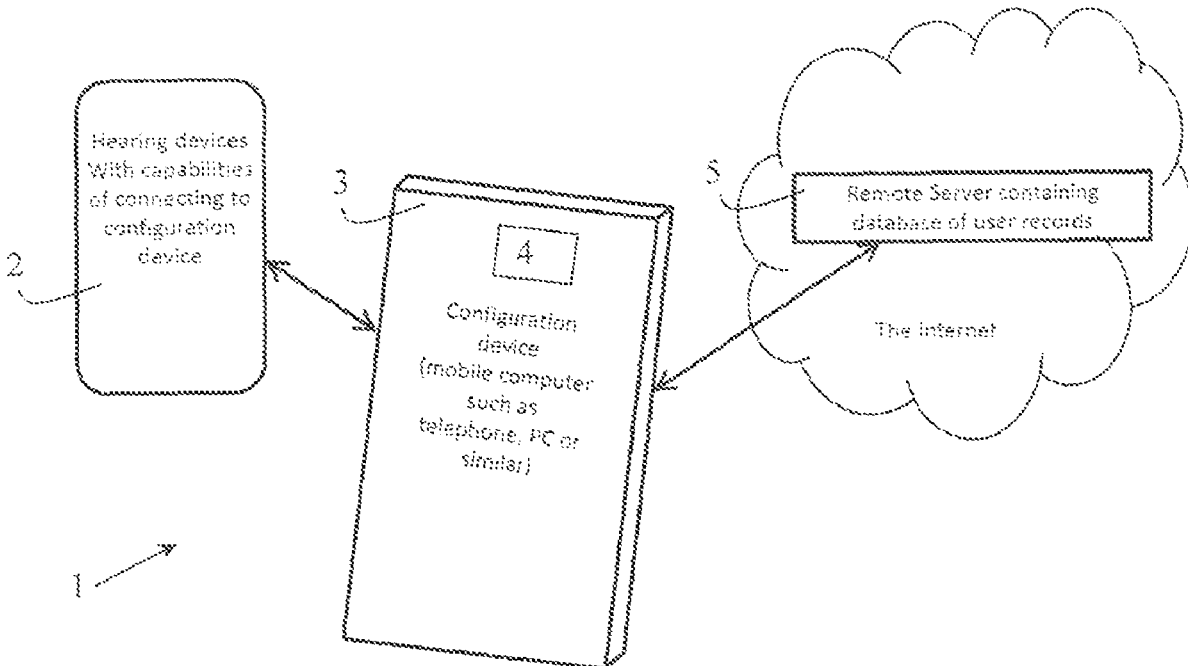 Hearing devices
With capabilities
of connecting to
configuration
device
2
3
4
Configuration
device
(mobile computer
such as
telephone, PC or
similar)
5
Remote Server containing
database of user records
The internet
1